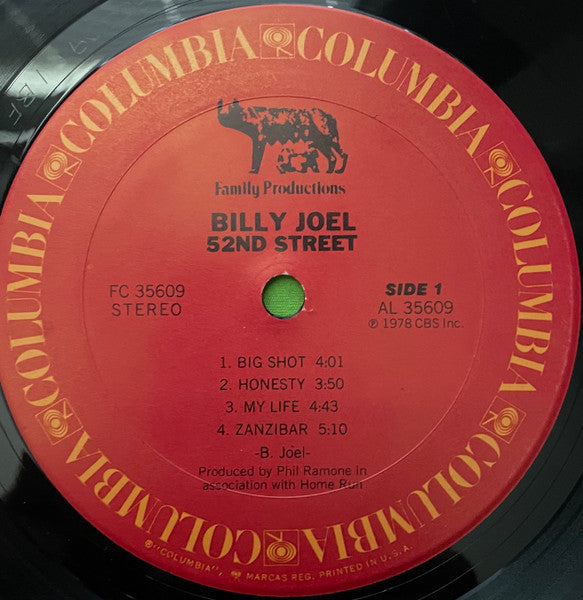 COLUMBIA COLUMBIA COLUMBIA COLUMBIA COLUMBIA COLUMBIA
Family Productions
BILLY JOEL
52ND STREET
FC 35609
STEREO
SIDE 1
AL 35609
℗ 1978 CBS Inc.
1. BIG SHOT 4:01
2. HONESTY 3:50
3. MY LIFE 4:43
4. ZANZIBAR 5:10
-B. Joel-
Produced by Phil Ramone in
association with Home Run
®"COLUMBIA", MARCAS REG. PRINTED IN U.S.A.